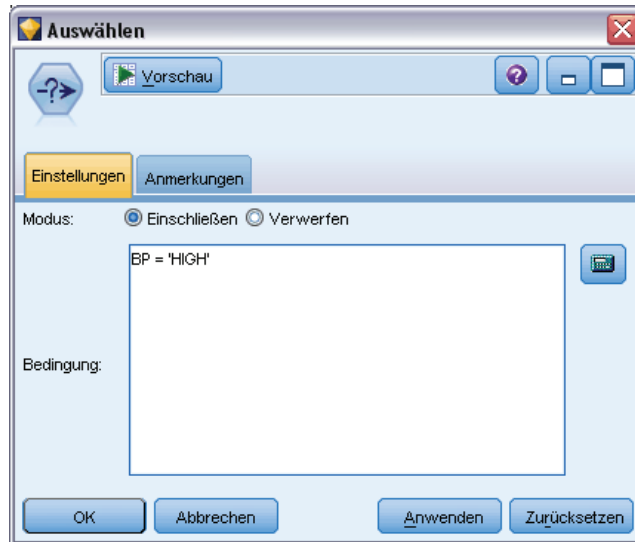 Auswählen
Vorschau
Einstellungen Anmerkungen
Modus: Einschließen Verwerfen
BP = 'HIGH'
Bedingung:
OK Abbrechen Anwenden Zurücksetzen